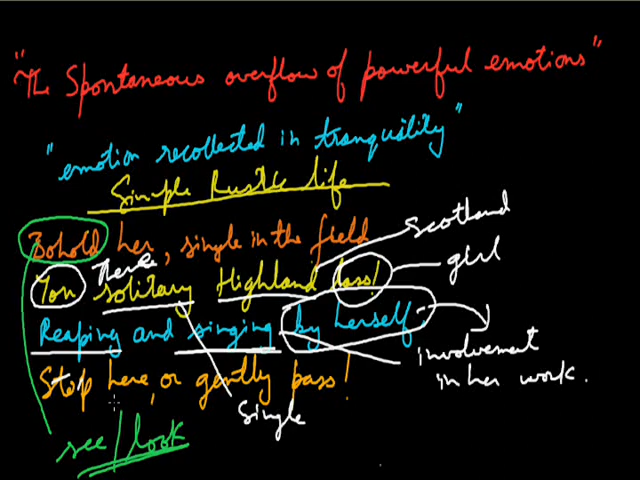 "The Spontaneous overflow of powerful emotions"
"emotion recollected in tranquility"
Simple Rustic life
Behold her, single in the field
Scotland
there
Yon solitary Highland lass!
girl
Reaping and singing by herself.
involvement
in her work.
Stop here, or gently pass!
Single
see/look